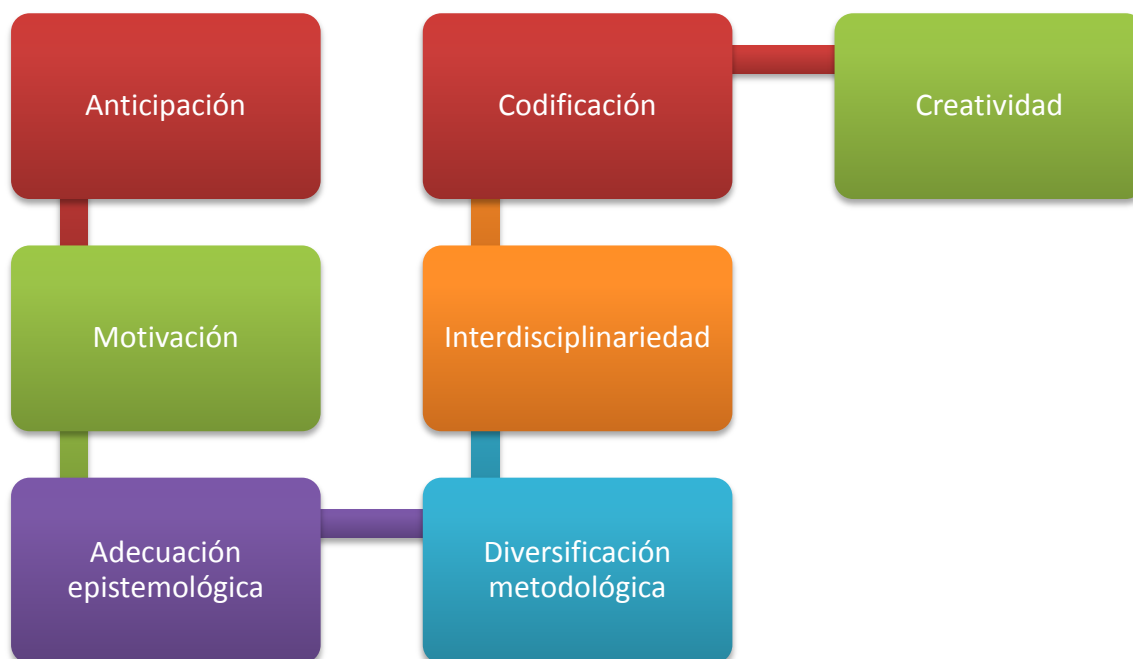 Anticipación
Motivación
Adecuación
epistemológica
Diversificación
metodológica
Interdisciplinariedad
Codificación
Creatividad